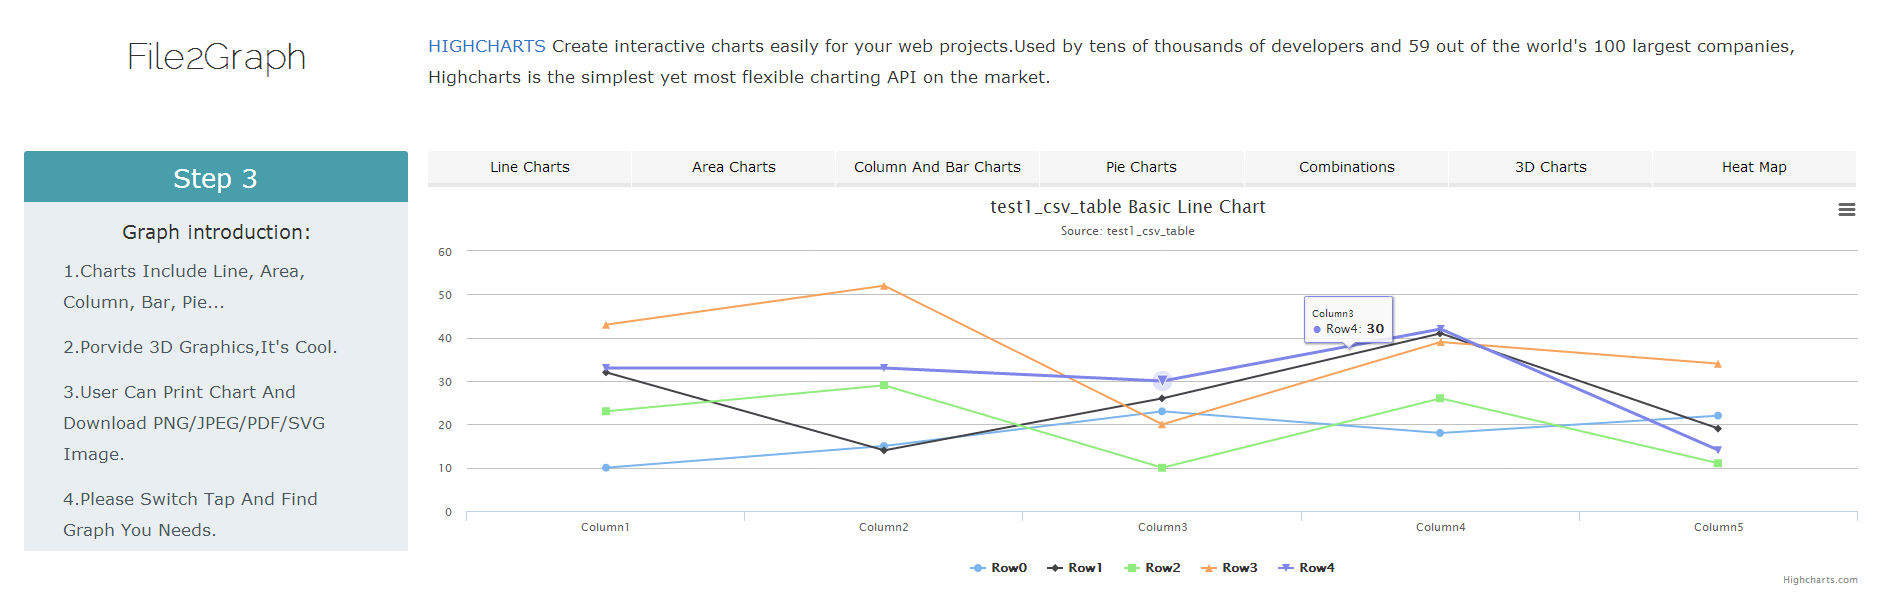 File2Graph
HIGHCHARTS Create interactive charts easily for your web projects.Used by tens of thousands of developers and 59 out of the world's 100 largest companies,
Highcharts is the simplest yet most flexible charting API on the market.
Step 3
Graph introduction:
1.Charts Include Line, Area,
Column, Bar, Pie...
2.Porvide 3D Graphics,It's Cool.
3.User Can Print Chart And
Download PNG/JPEG/PDF/SVG
Image.
4.Please Switch Tap And Find
Graph You Needs.
Line Charts Area Charts Column And Bar Charts Pie Charts Combinations 3D Charts Heat Map
test1_csv_table Basic Line Chart
Source: test1_csv_table
60
50
40
30
20
10
0
Column3
Row4: 30
Column1 Column2 Column3 Column4 Column5
Row0 Row1 Row2 Row3 Row4
Highcharts.com